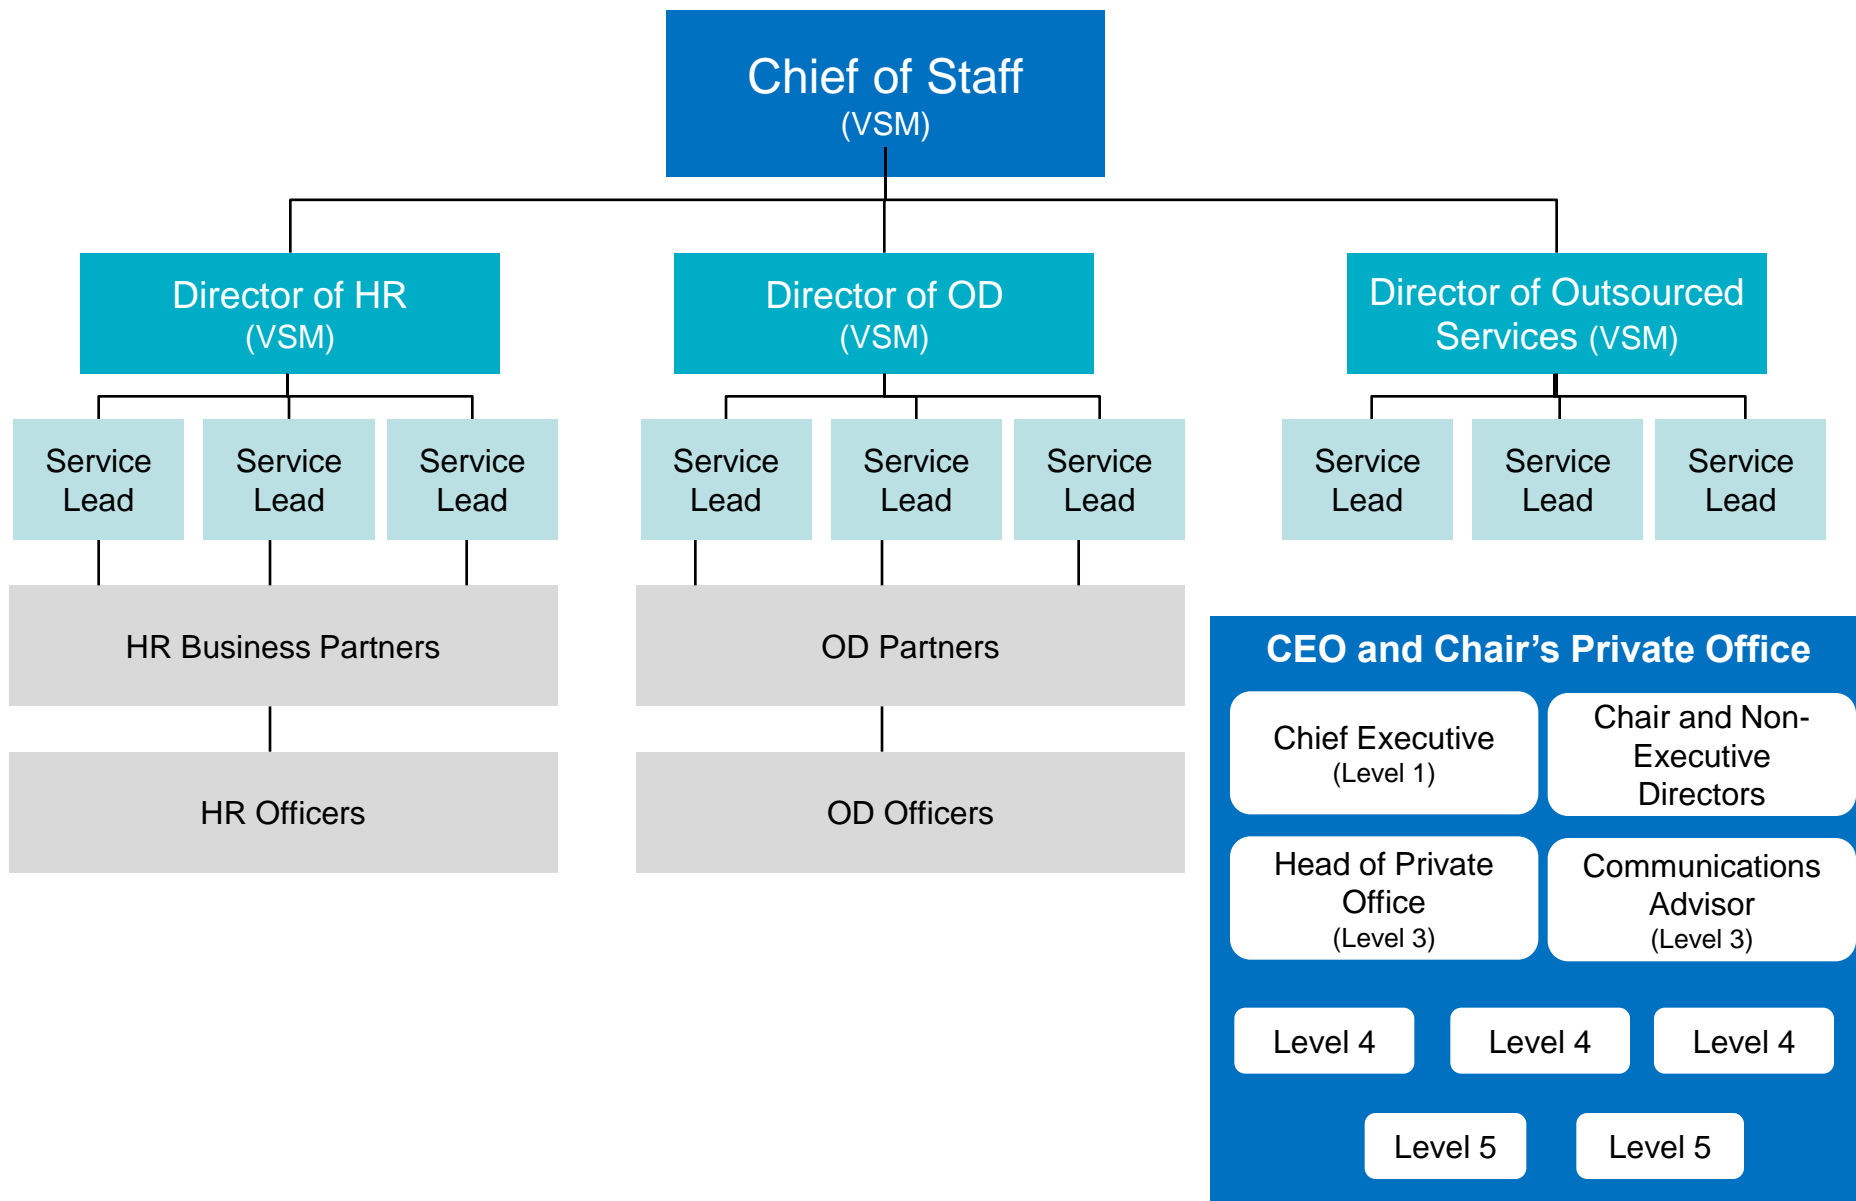 Chief of Staff
(VSM)
Director of HR
(VSM)
Director of OD
(VSM)
Director of Outsourced
Services (VSM)
Service
Lead
Service
Lead
Service
Lead
Service
Lead
Service
Lead
Service
Lead
Service
Lead
Service
Lead
Service
Lead
HR Business Partners
OD Partners
HR Officers
OD Officers
CEO and Chair’s Private Office
Chief Executive
(Level 1)
Chair and Non-
Executive
Directors
Head of Private
Office
(Level 3)
Communications
Advisor
(Level 3)
Level 4
Level 4
Level 4
Level 5
Level 5